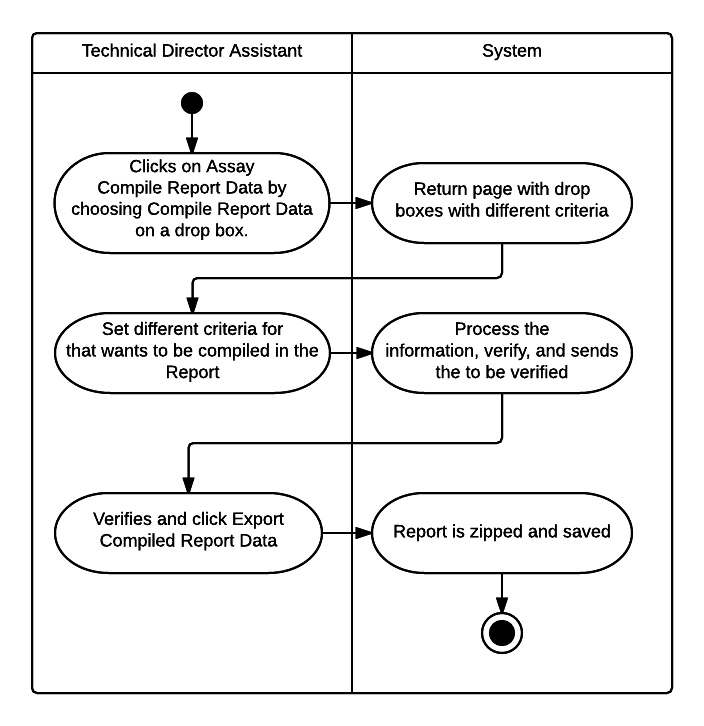 Technical Director Assistant
System
Clicks on Assay
Compile Report Data by
choosing Compile Report Data
on a drop box.
Return page with drop
boxes with different criteria
Set different criteria for
that wants to be compiled in the
Report
Process the
information, verify, and sends
the to be verified
Verifies and click Export
Compiled Report Data
Report is zipped and saved